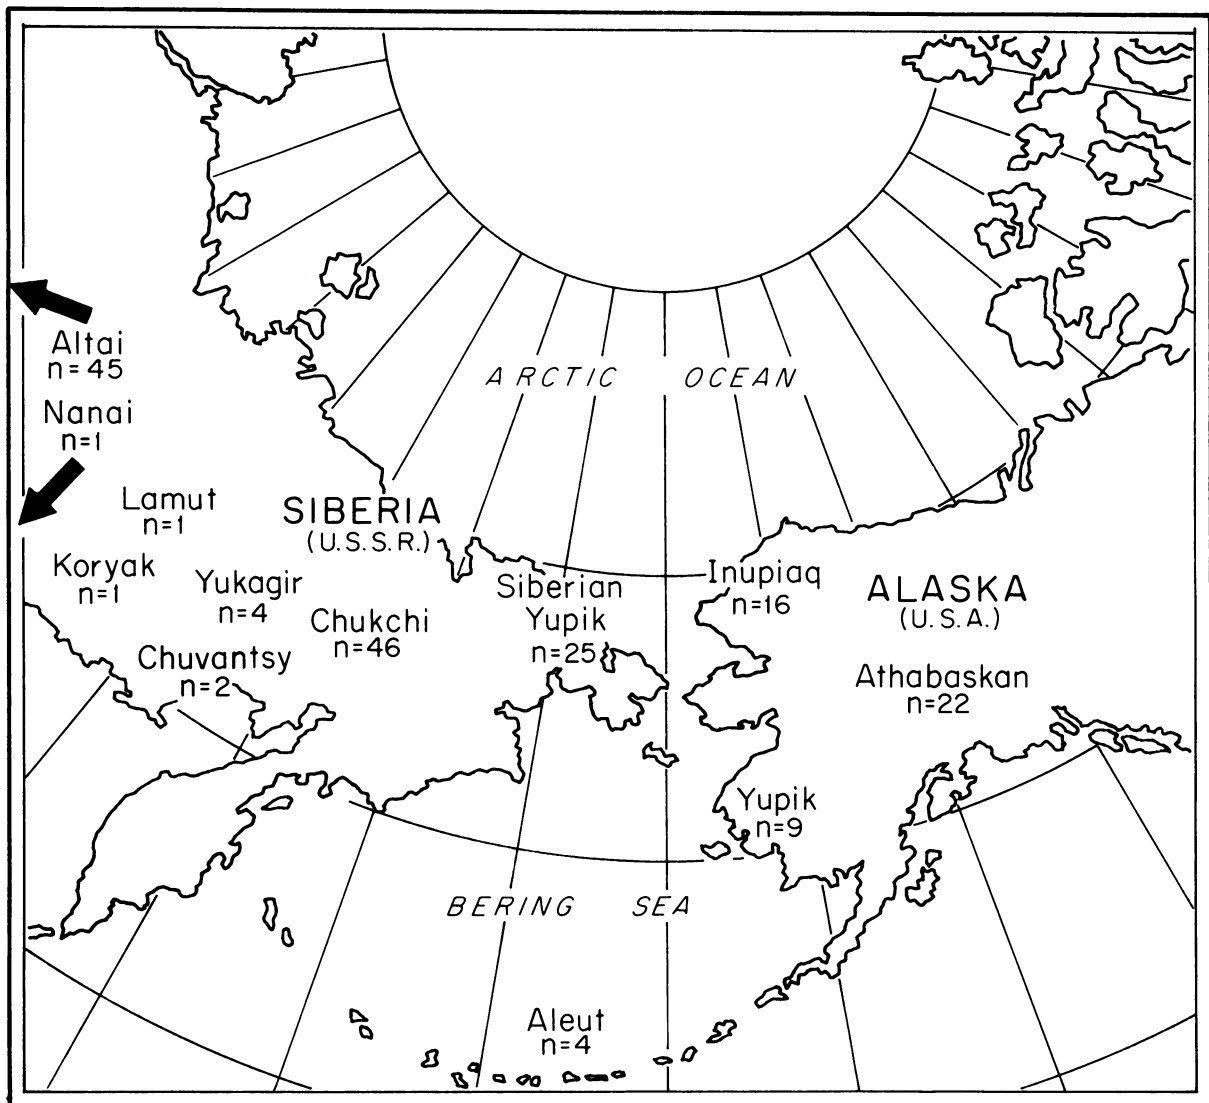 ARCTIC OCEAN
Altai
n=45
Nanai
n=1
Lamut
n=1
SIBERIA
(U.S.S.R.)
Koryak
n=1
Yukagir
n=4
Chukchi
n=46
Chuvantsy
n=2
Siberian
Yupik
n=25
Inupiaq
n=16
ALASKA
(U.S.A.)
Athabaskan
n=22
Yupik
n=9
BERING SEA
Aleut
n=4